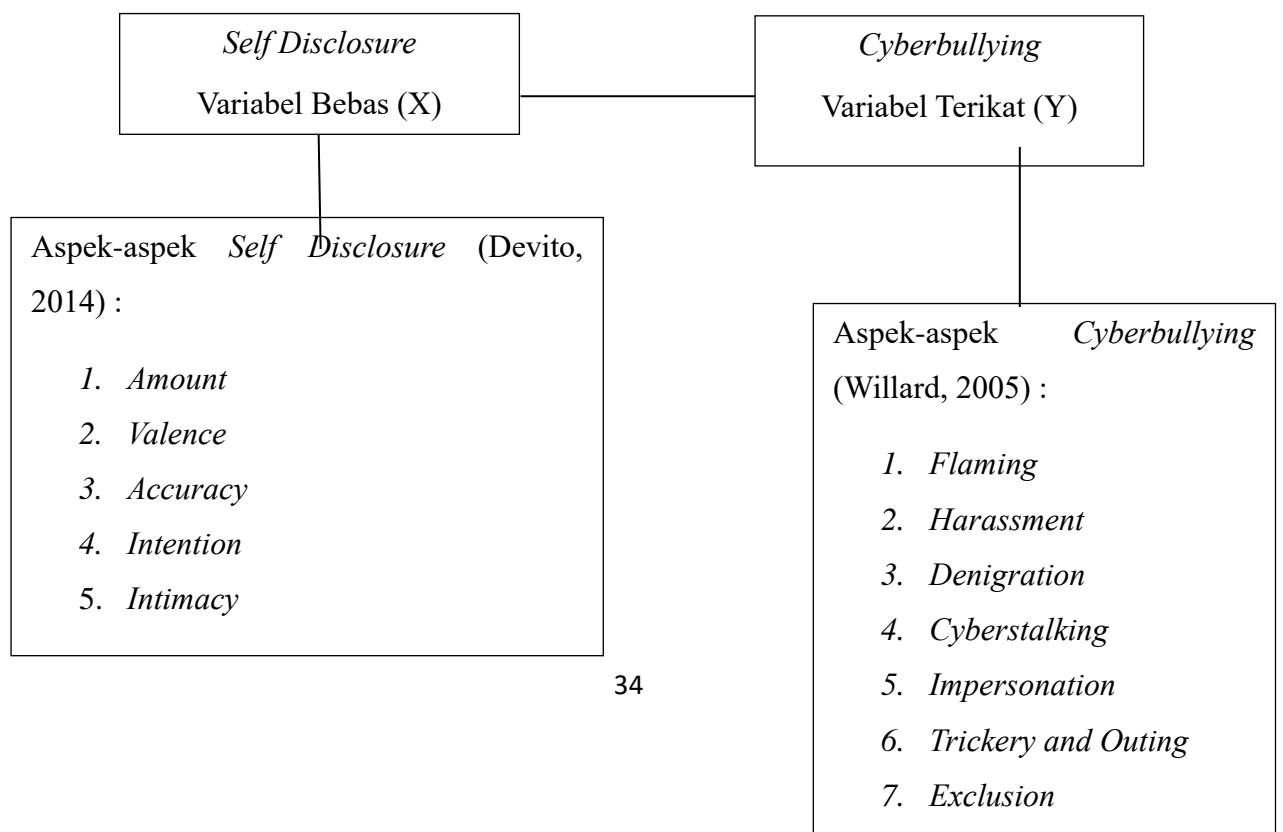 Self Disclosure
Variabel Bebas (X)
Cyberbullying
Variabel Terikat (Y)
Aspek-aspek Self Disclosure (Devito,
2014) :
1. Amount
2. Valence
3. Accuracy
4. Intention
5. Intimacy
Aspek-aspek Cyberbullying
(Willard, 2005) :
1. Flaming
2. Harassment
3. Denigration
4. Cyberstalking
5. Impersonation
6. Trickery and Outing
7. Exclusion
34